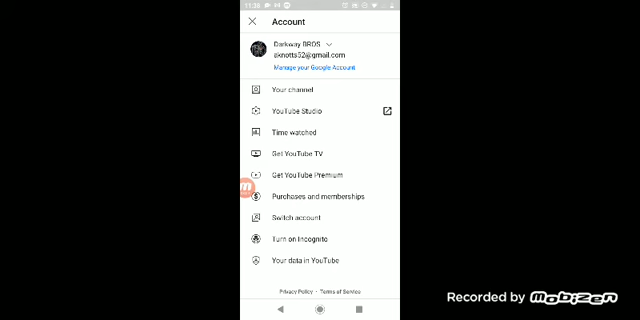 11:38
Account
Darkway BROS
aknotts52@gmail.com
Manage your Google Account
Your channel
YouTube Studio
Time watched
Get YouTube TV
Get YouTube Premium
Purchases and memberships
Switch account
Turn on Incognito
Your data in YouTube
Privacy Policy · Terms of Service
Recorded by mobizen